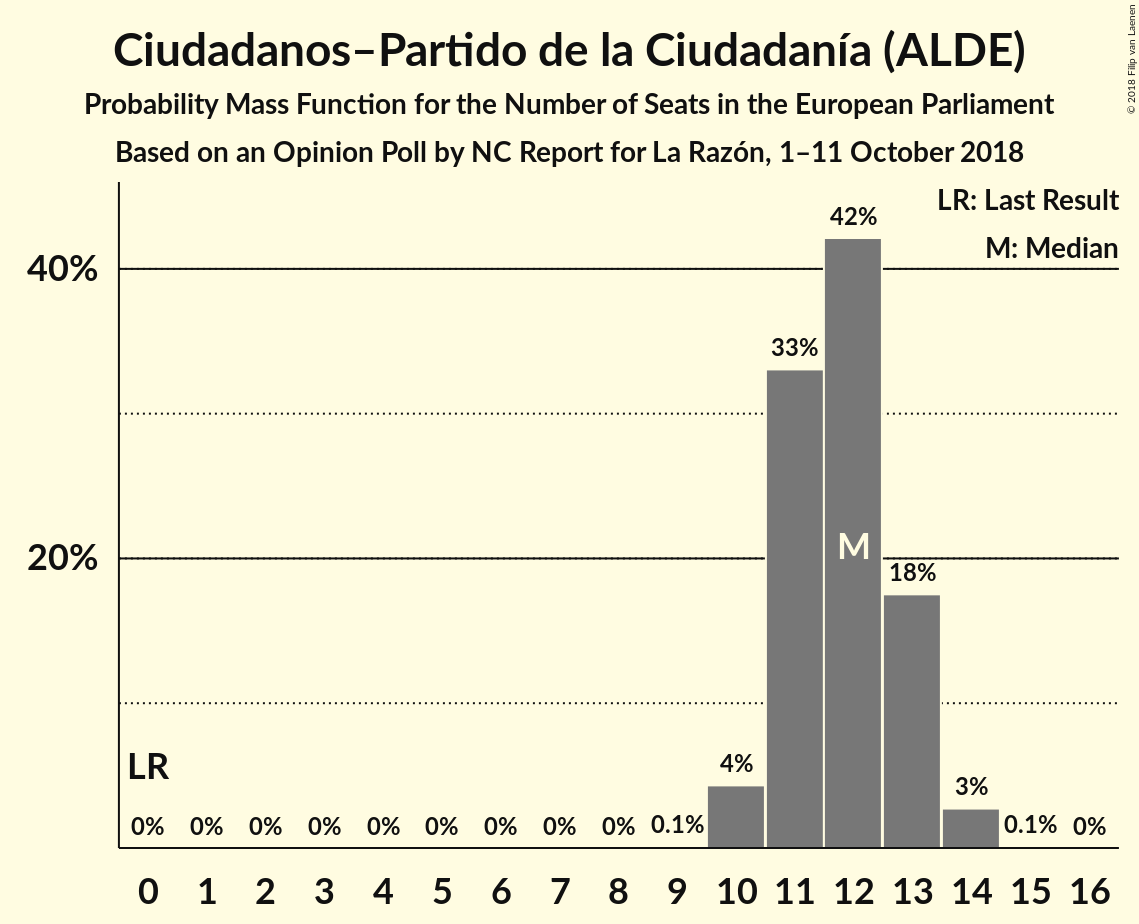 Ciudadanos–Partido de la Ciudadanía (ALDE)
Probability Mass Function for the Number of Seats in the European Parliament
Based on an Opinion Poll by NC Report for La Razón, 1–11 October 2018
© 2018 Filip van Laenen
LR: Last Result
M: Median
42%
40%
33%
M
20%
18%
LR
4%
3%
0% 0% 0% 0% 0% 0% 0% 0% 0% 0.1% 0.1% 0%
0 1 2 3 4 5 6 7 8 9 10 11 12 13 14 15 16